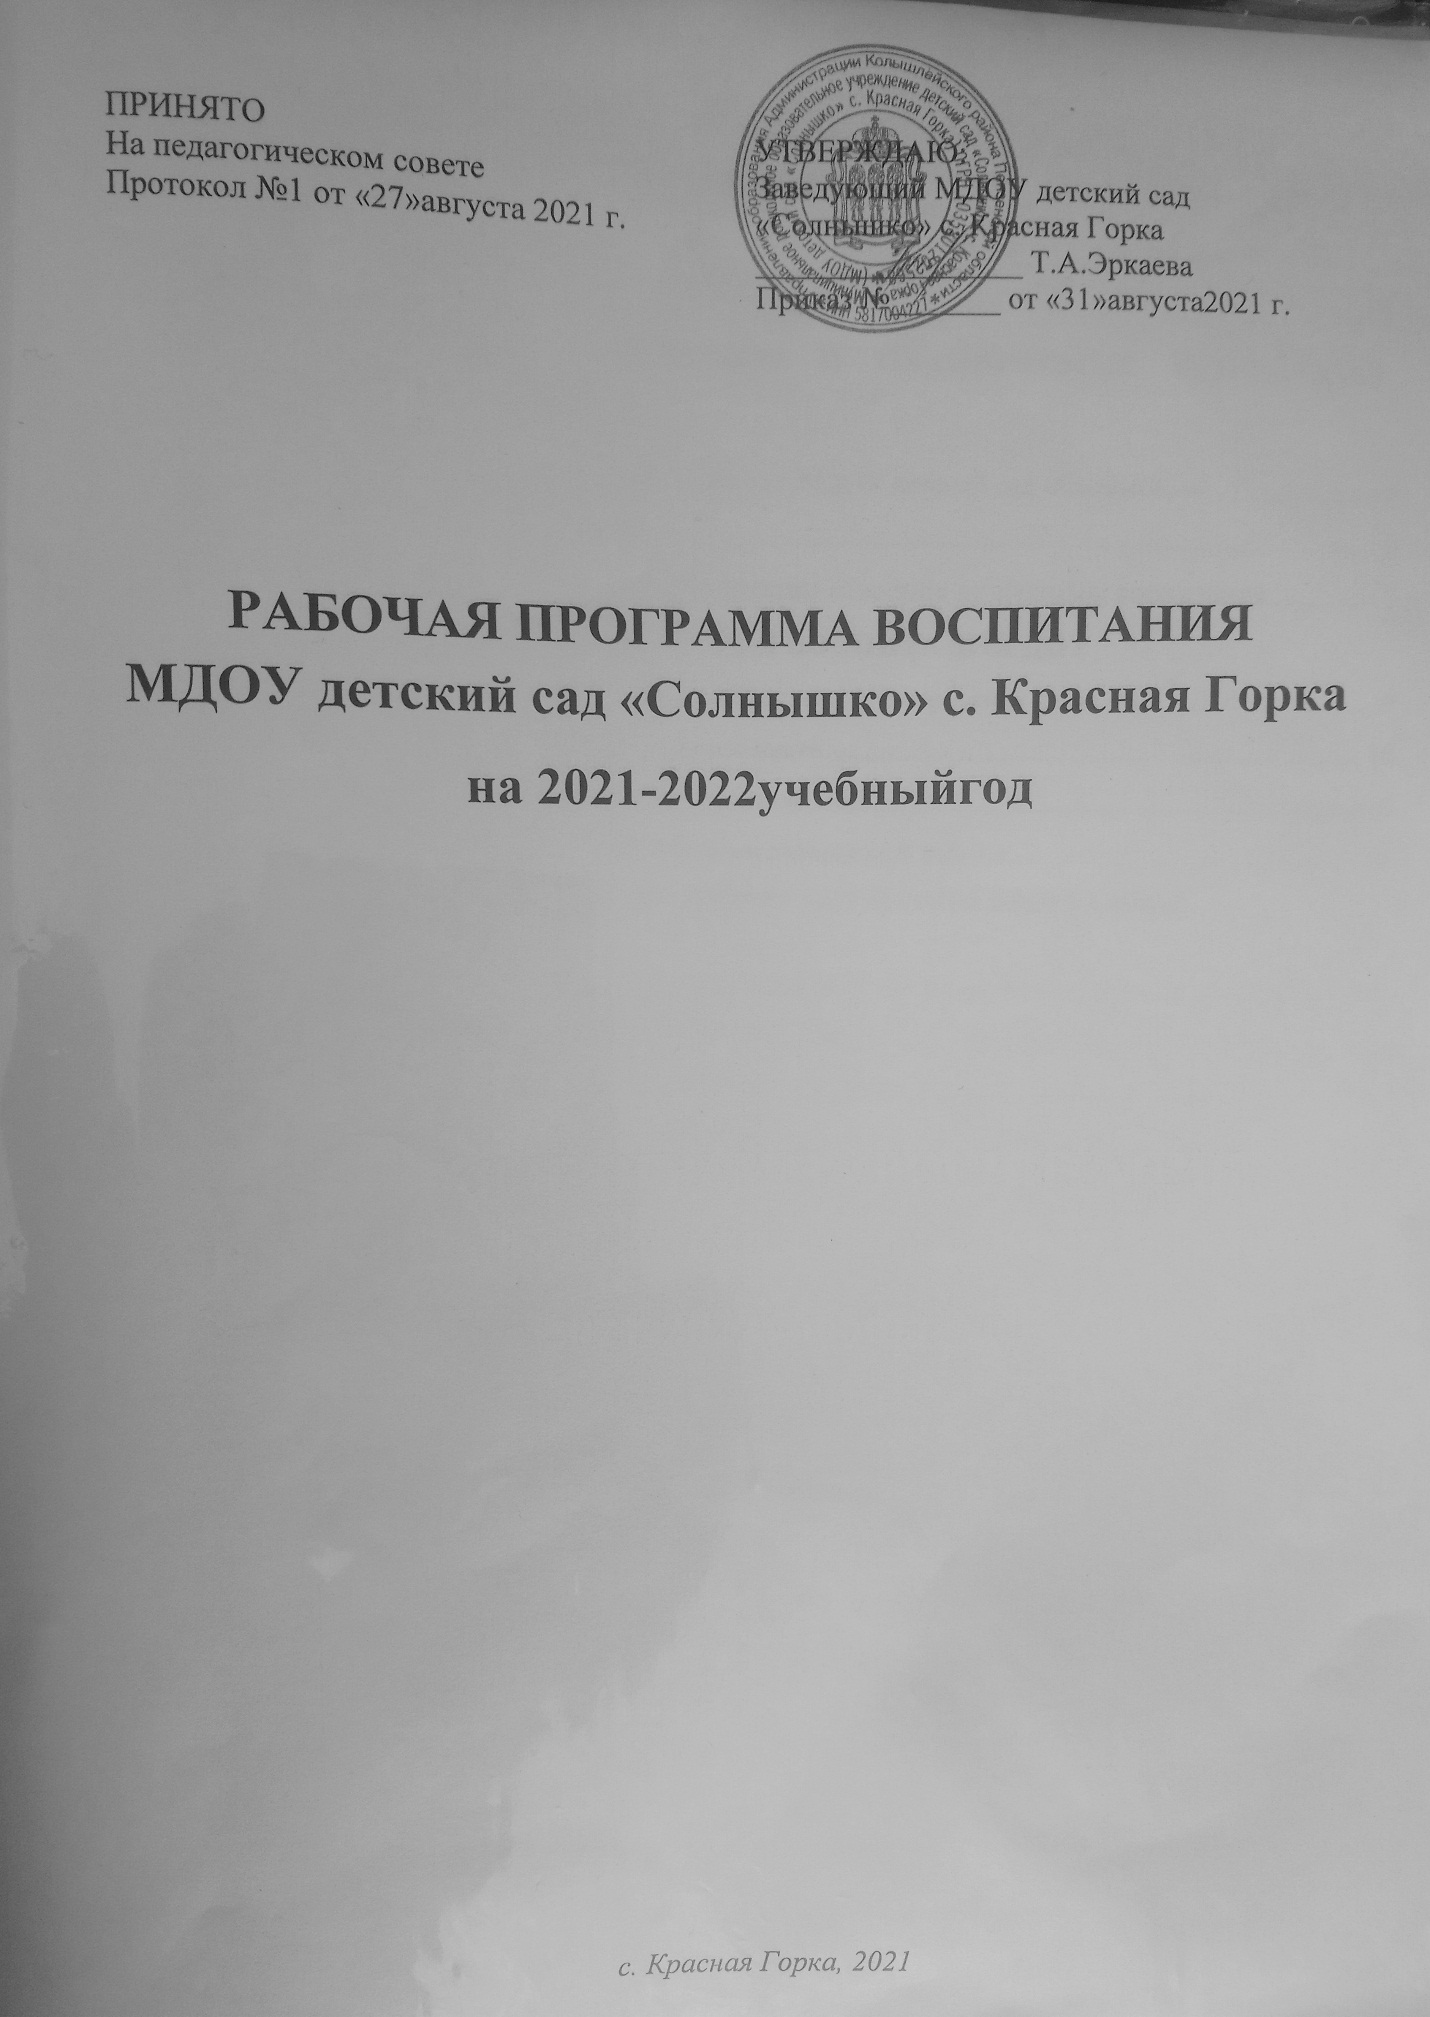 ПРИНЯТО
На педагогическом совете
Протокол №1 от «27»августа 2021 г.
УТВЕРЖДАЮ:
Заведующий МДОУ детский сад
«Солнышко» с. Красная Горка
Т.А.Эркаева
Приказ № ________ от «31»августа2021 г.
РАБОЧАЯ ПРОГРАММА ВОСПИТАНИЯ
МДОУ детский сад «Солнышко» с. Красная Горка
на 2021-2022учебныйгод
с. Красная Горка, 2021